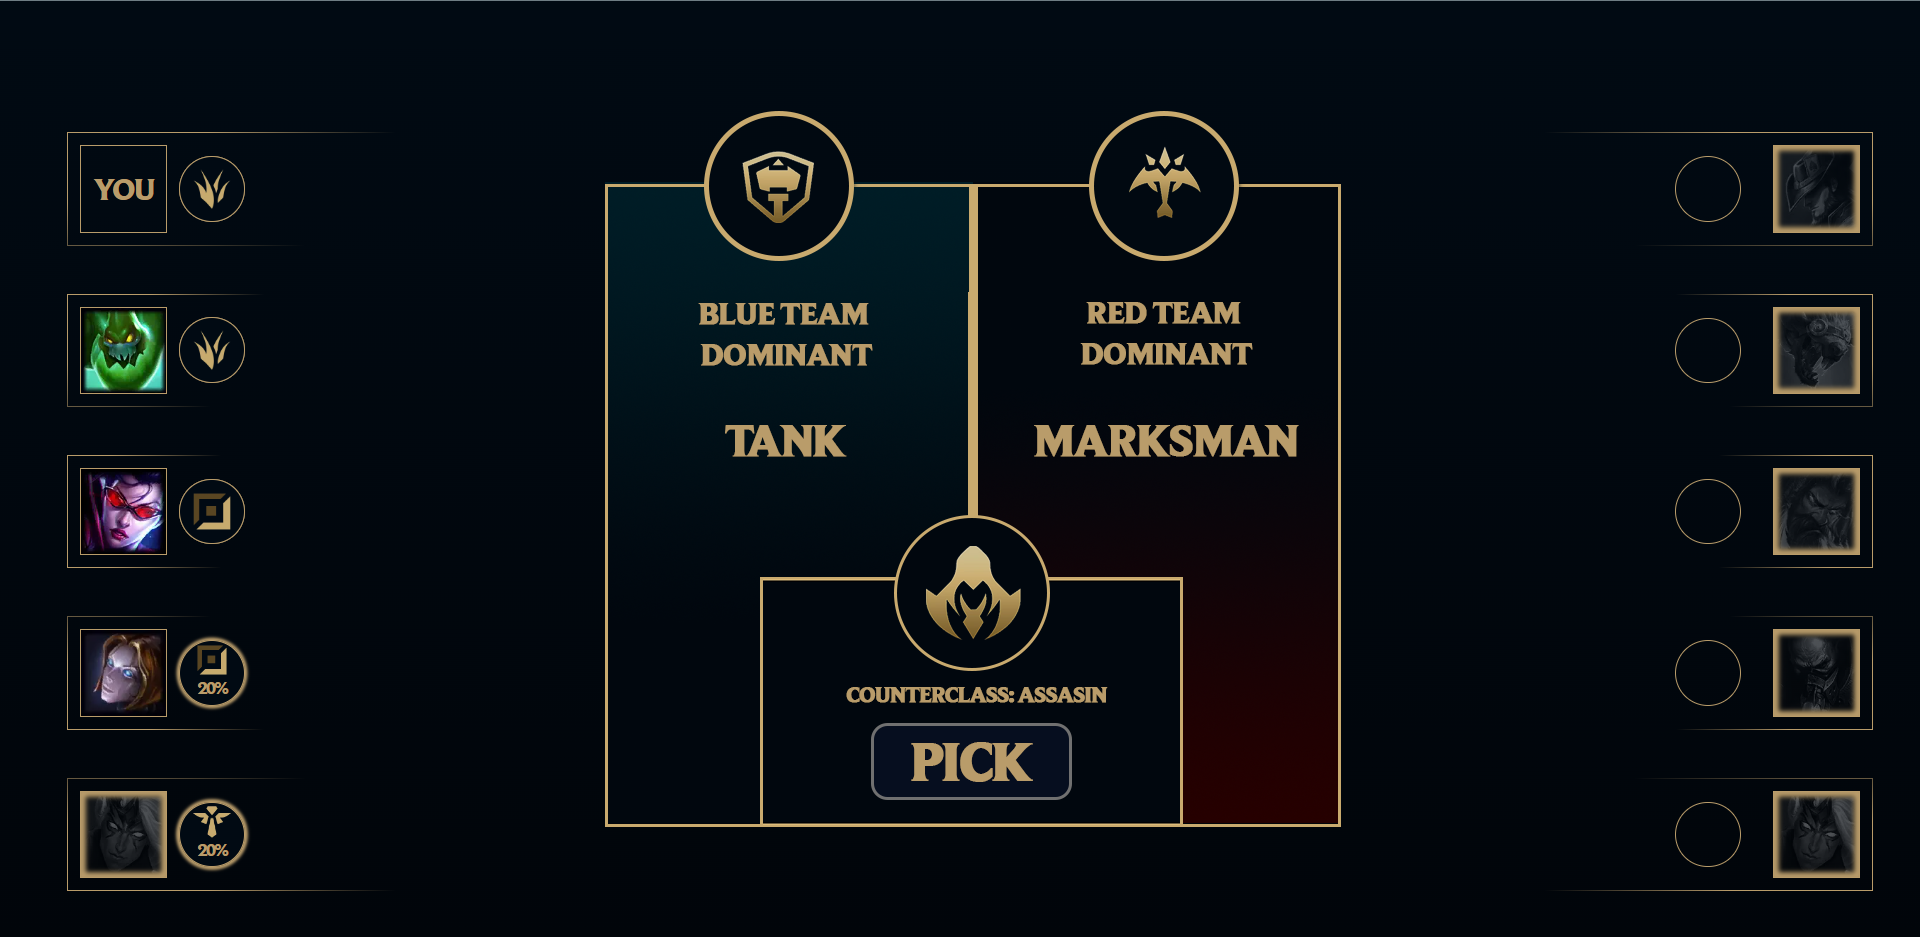 YOU
20%
20%
BLUE TEAM
DOMINANT
TANK
RED TEAM
DOMINANT
MARKSMAN
COUNTERCLASS: ASSASIN
PICK